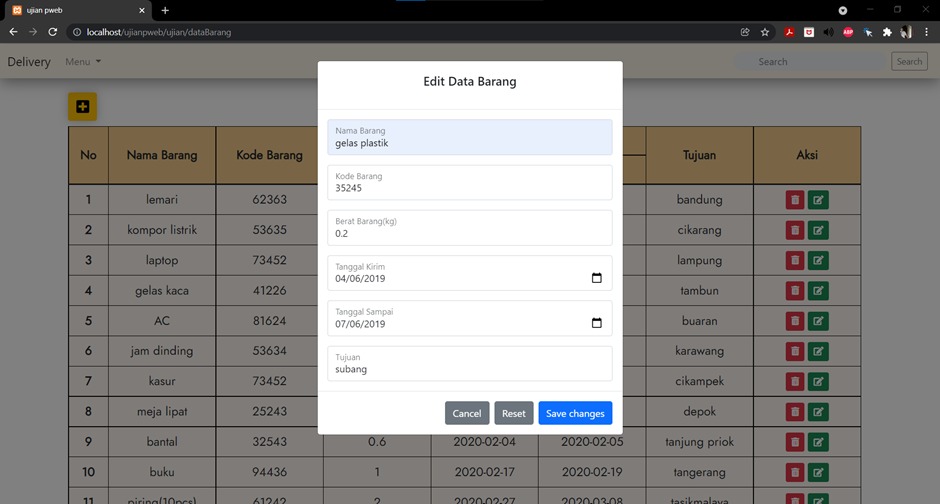 ujian pweb
localhost/ujianpweb/ujian/dataBarang
Delivery Menu Search Search
Edit Data Barang
Nama Barang
gelas plastik
Kode Barang
35245
Berat Barang(kg)
0.2
Tanggal Kirim
04/06/2019
Tanggal Sampai
07/06/2019
Tujuan
subang
Cancel Reset Save changes
No Nama Barang Kode Barang Tujuan Aksi
1 lemari 62363 bandung
2 kompor listrik 53635 cikarang
3 laptop 73452 lampung
4 gelas kaca 41226 tambun
5 AC 81624 buaran
6 jam dinding 53634 karawang
7 kasur 73452 cikampek
8 meja lipat 25243 depok
9 bantal 32543 0.6 2020-02-04 2020-02-05 tanjung priok
10 buku 94436 1 2020-02-17 2020-02-19 tangerang
11 piring(10pcs) 61242 2 2020-02-27 2020-03-08 tasikmalaya